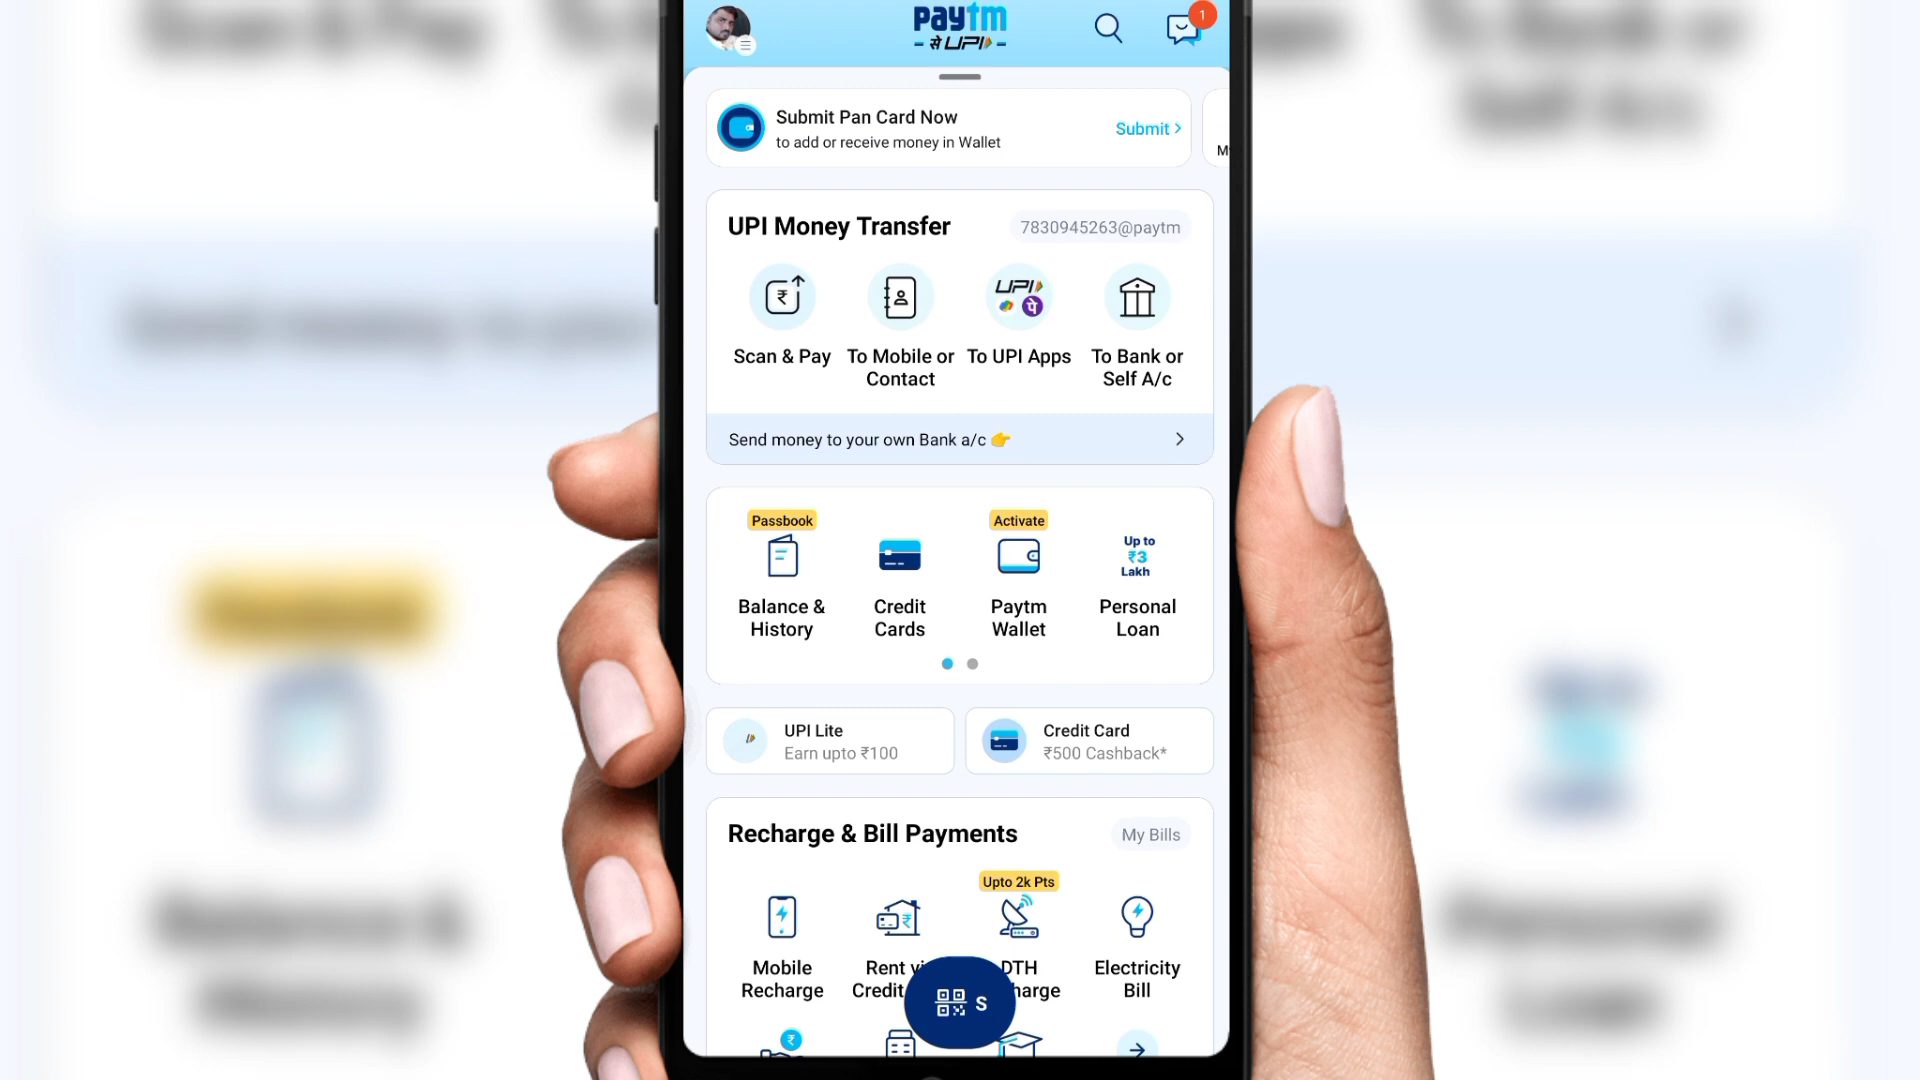 paytm
से UPI
1
Submit Pan Card Now
to add or receive money in Wallet
Submit >
UPI Money Transfer
7830945263@paytm
UPI
पे
Scan & Pay
To Mobile or
Contact
To UPI Apps
To Bank or
Self A/c
Send money to your own Bank a/c 👉
Passbook
Activate
Up to
₹3
Lakh
Balance &
History
Credit
Cards
Paytm
Wallet
Personal
Loan
UPI Lite
Earn upto ₹100
Credit Card
₹500 Cashback*
Recharge & Bill Payments
My Bills
Upto 2k Pts
Mobile
Recharge
Rent
Credit
DTH
Electricity
Bill
S